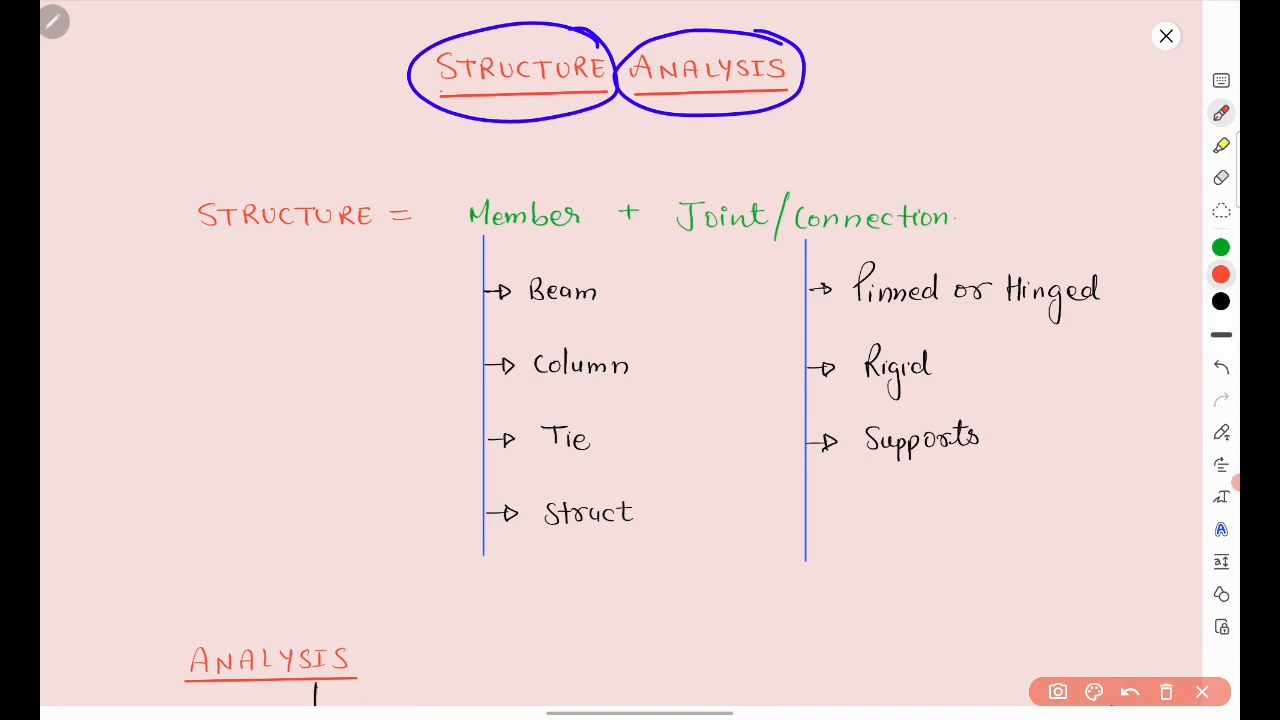 STRUCTURE ANALYSIS
STRUCTURE = Member + Joint/Connection.
Beam
Pinned or Hinged
Column
Rigid
Tie
Supports
Struct
ANALYSIS